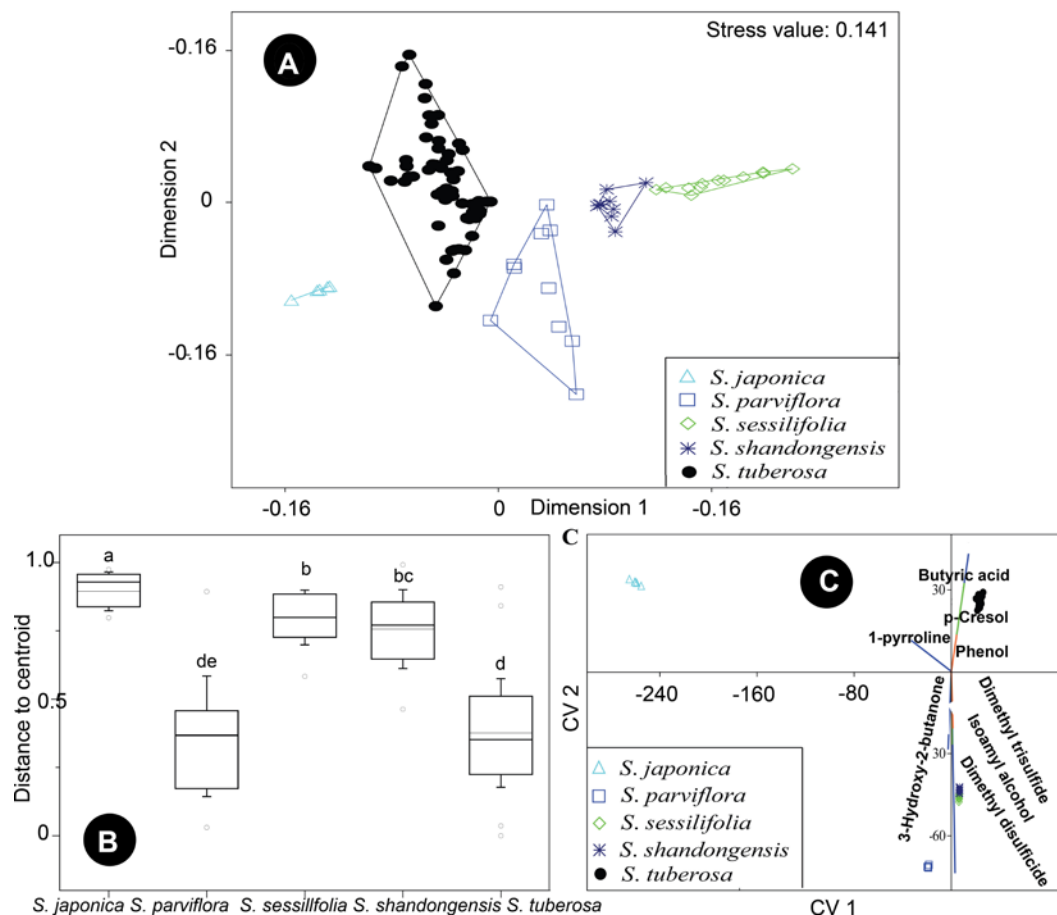 Stress value: 0.141
A
-0.16
0
-0.16
Dimension 2
-0.16
0
-0.16
Dimension 1
S. japonica
S. parviflora
S. sessilifolia
S. shandongensis
S. tuberosa
B
1.0
0.5
0
Distance to centroid
a
de
b
bc
d
S. japonica S. parviflora S. sessillfolia S. shandongensis S. tuberosa
C
C
Butyric acid
30
p-Cresol
1-pyrroline
Phenol
-240
-160
-80
CV 2
3-Hydroxy-2-butanone
Dimethyl trisulfide
Isoamyl alcohol
Dimethyl disulficide
-30
-60
S. japonica
S. parviflora
S. sessilifolia
S. shandongensis
S. tuberosa
CV 1